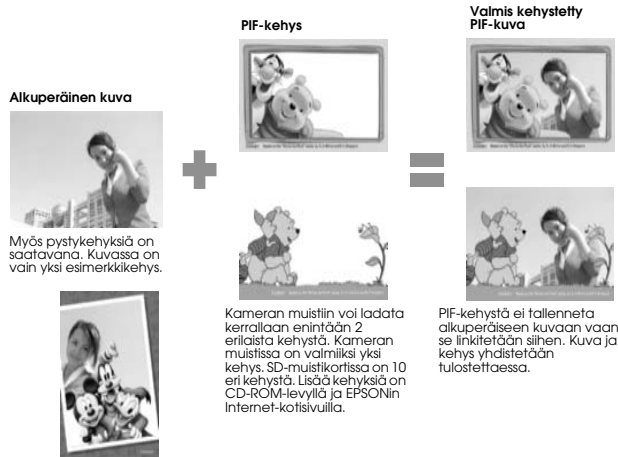 Alkuperäinen kuva
Myös pystykehyksiä on
saatavana. Kuvassa on
vain yksi esimerkkikehys.
PIF-kehys
Kameran muistiin voi ladata
kerrallaan enintään 2
erilaista kehystä. Kameran
muistissa on valmiiksi yksi
kehys. SD-muistikortissa on 10
eri kehystä. Lisää kehyksiä on
CD-ROM-levyllä ja EPSONin
Internet-kotisivuilla.
Valmis kehystetty
PIF-kuva
PIF-kehystä ei tallenneta
alkuperäiseen kuvaan vaan
se linkitetään siihen. Kuva ja
kehys yhdistetään
tulostettaessa.